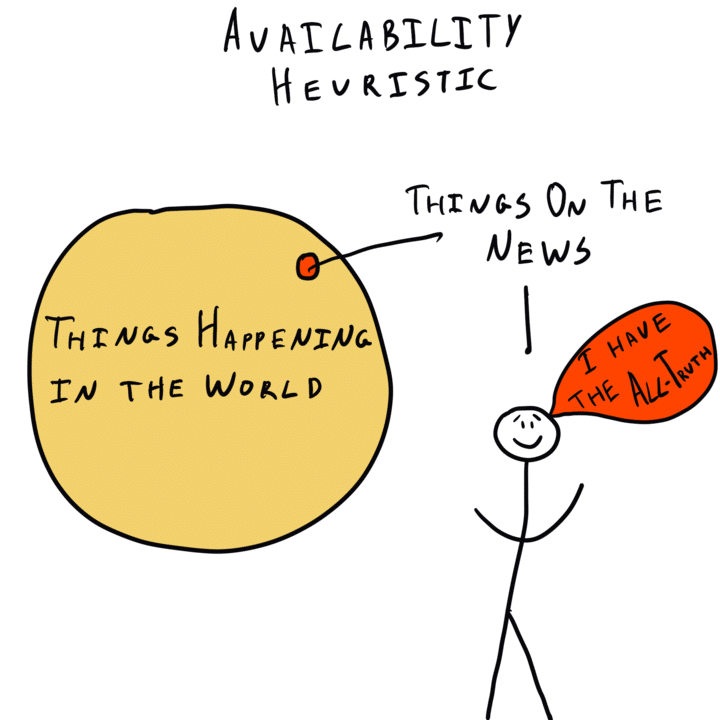 AVAILABILITY
HEURISTIC
THINGS ON THE
NEWS
THINGS HAPPENING
IN THE WORLD
I HAVE
THE ALL-TRUTH